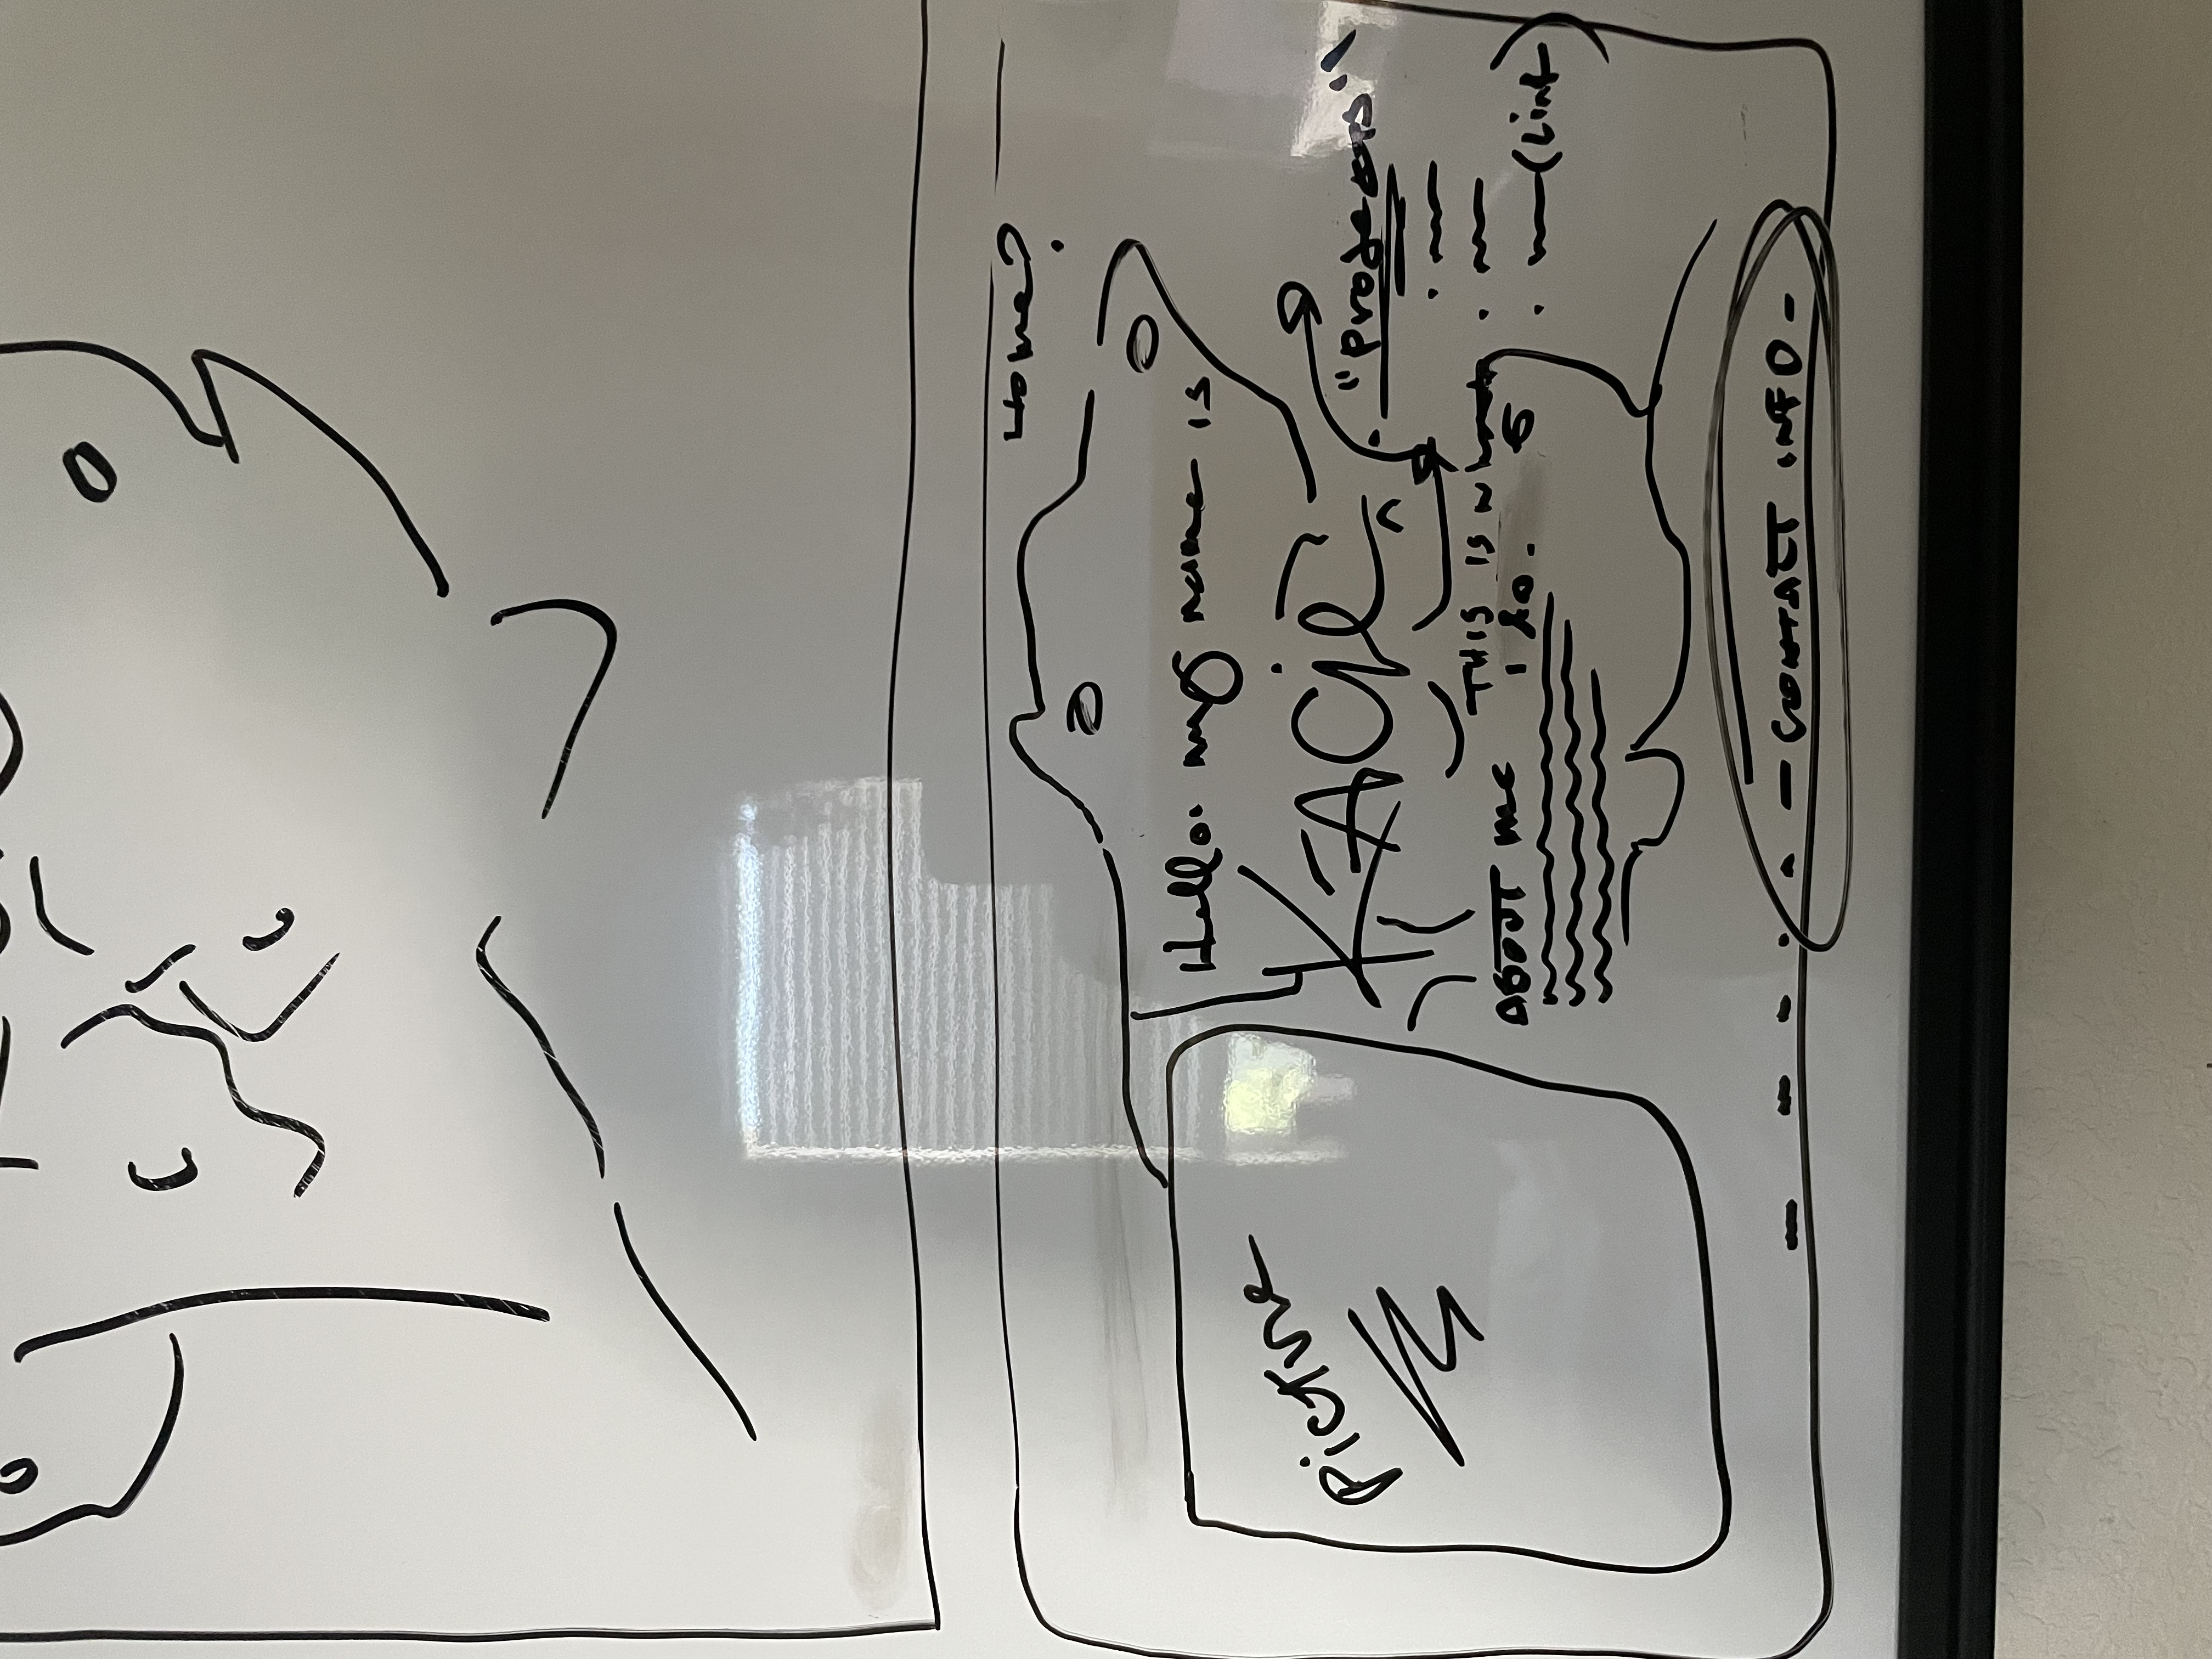 Home?
Hello. my name is
KACie
Picture
"Projects"
THIS IS what
I do.
ABOUT me
(Link)
- CONTACT INFO -